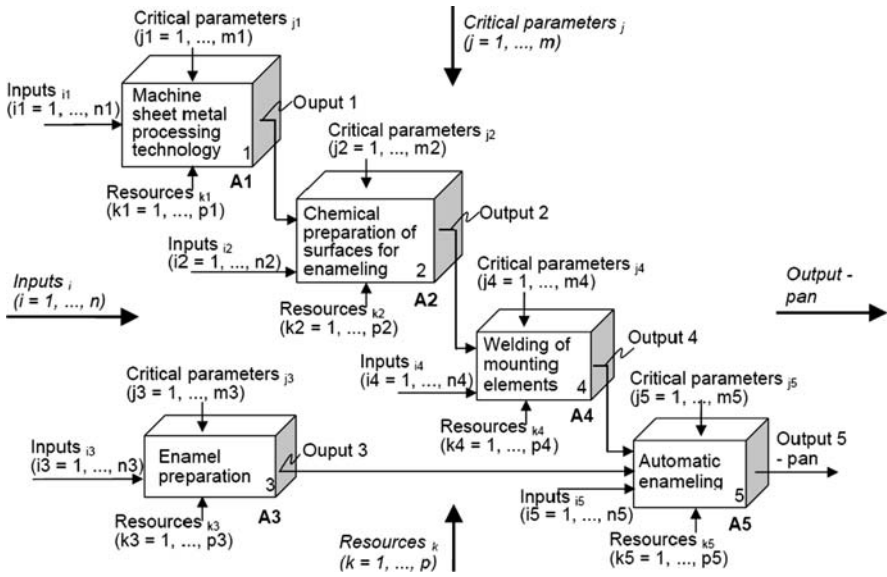 Critical parameters j1
(j1 = 1, ..., m1)
Critical parameters j
(j = 1, ..., m)
Inputs i1
(i1 = 1, ..., n1)
Machine
sheet metal
processing
technology
1
Ouput 1
A1
Resources k1
(k1 = 1, ..., p1)
Critical parameters j2
(j2 = 1, ..., m2)
Inputs i2
(i2 = 1, ..., n2)
Chemical
preparation of
surfaces for
enameling
2
Output 2
A2
Resources k2
(k2 = 1, ..., p2)
Inputs i
(i = 1, ..., n)
Output -
pan
Critical parameters j4
(j4 = 1, ..., m4)
Inputs i4
(i4 = 1, ..., n4)
Welding of
mounting
elements
4
Output 4
A4
Resources k4
(k4 = 1, ..., p4)
Critical parameters j3
(j3 = 1, ..., m3)
Inputs i3
(i3 = 1, ..., n3)
Enamel
preparation
3
Ouput 3
A3
Resources k3
(k3 = 1, ..., p3)
Critical parameters j5
(j5 = 1, ..., m5)
Inputs i5
(i5 = 1, ..., n5)
Automatic
enameling
5
Output 5
- pan
A5
Resources k5
(k5 = 1, ..., p5)
Resources k
(k = 1, ..., p)